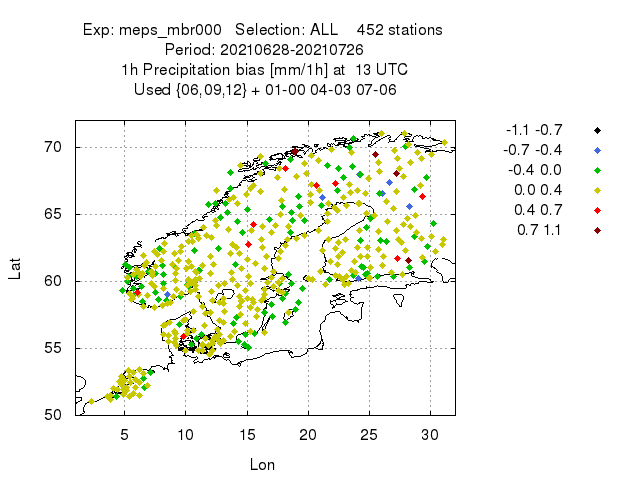 Exp: meps_mbr000 Selection: ALL 452 stations
Period: 20210628-20210726
1h Precipitation bias [mm/1h] at 13 UTC
Used {06,09,12} + 01-00 04-03 07-06
-1.1 -0.7
-0.7 -0.4
-0.4 0.0
0.0 0.4
0.4 0.7
0.7 1.1
70
65
60
55
50
Lat
5 10 15 20 25 30
Lon